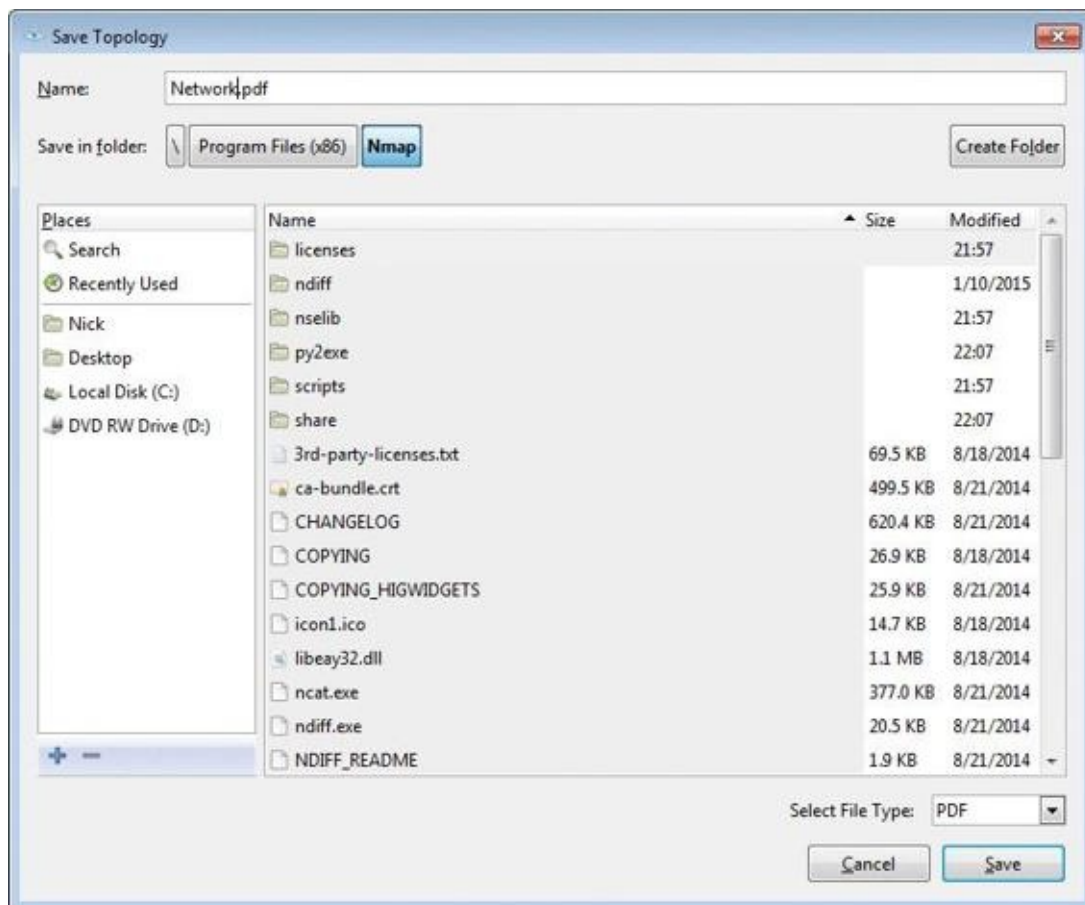 Save Topology
Name: Network.pdf
Save in folder: \ Program Files (x86) Nmap Create Folder
Places
Search
Recently Used
Nick
Desktop
Local Disk (C:)
DVD RW Drive (D:)
Name Size Modified
licenses 21:57
ndiff 1/10/2015
nselib 21:57
py2exe 22:07
scripts 21:57
share 22:07
3rd-party-licenses.txt 69.5 KB 8/18/2014
ca-bundle.crt 499.5 KB 8/21/2014
CHANGELOG 620.4 KB 8/21/2014
COPYING 26.9 KB 8/18/2014
COPYING_HIGWIDGETS 25.9 KB 8/21/2014
icon1.ico 14.7 KB 8/18/2014
libeay32.dll 1.1 MB 8/18/2014
ncat.exe 377.0 KB 8/21/2014
ndiff.exe 20.5 KB 8/21/2014
NDIFF_README 1.9 KB 8/21/2014
Select File Type: PDF
Cancel Save